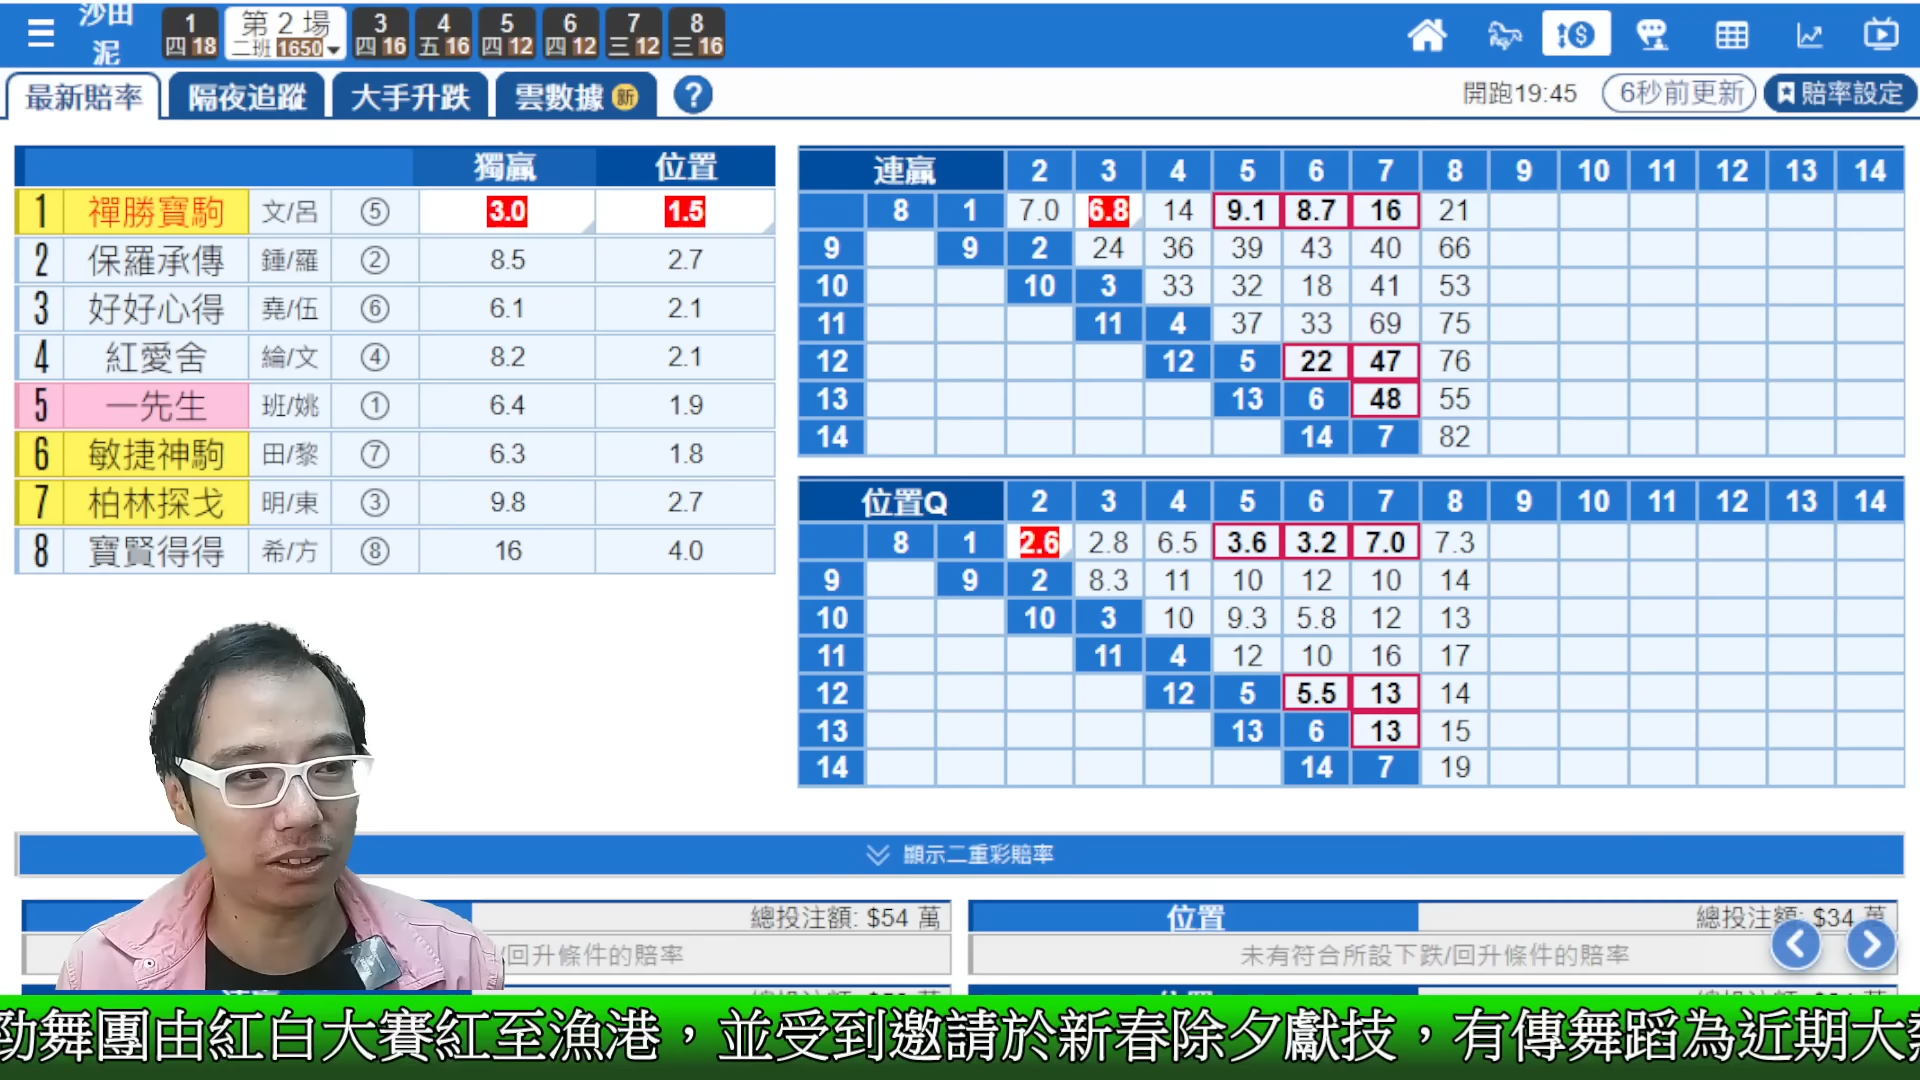 沙田
泥
1
四 18
第 2 場
二班 1650
3
四 16
4
五 16
5
四 12
6
四 12
7
三 12
8
三 16
最新賠率
隔夜追蹤
大手升跌
雲數據 新
?
開跑19:45
6秒前更新
賠率設定
獨贏 位置
1 禪勝寶駒 文/呂 ⑤ 3.0 1.5
2 保羅承傳 鍾/羅 ② 8.5 2.7
3 好好心得 堯/伍 ⑥ 6.1 2.1
4 紅愛舍 綸/文 ④ 8.2 2.1
5 一先生 班/姚 ① 6.4 1.9
6 敏捷神駒 田/黎 ⑦ 6.3 1.8
7 柏林探戈 明/東 ③ 9.8 2.7
8 寶賢得得 希/方 ⑧ 16 4.0
連贏 2 3 4 5 6 7 8 9 10 11 12 13 14
8 1 7.0 6.8 14 9.1 8.7 16 21
9 9 2 24 36 39 43 40 66
10 10 3 33 32 18 41 53
11 11 4 37 33 69 75
12 12 5 22 47 76
13 13 6 48 55
14 14 7 82
位置Q 2 3 4 5 6 7 8 9 10 11 12 13 14
8 1 2.6 2.8 6.5 3.6 3.2 7.0 7.3
9 9 2 8.3 11 10 12 10 14
10 10 3 10 9.3 5.8 12 13
11 11 4 12 10 16 17
12 12 5 5.5 13 14
13 13 6 13 15
14 14 7 19
顯示二重彩賠率
總投注額: $54 萬
/回升條件的賠率
位置 總投注額: $34 萬
未有符合所設下跌/回升條件的賠率
勁舞團由紅白大賽紅至漁港，並受到邀請於新春除夕獻技，有傳舞蹈為近期大